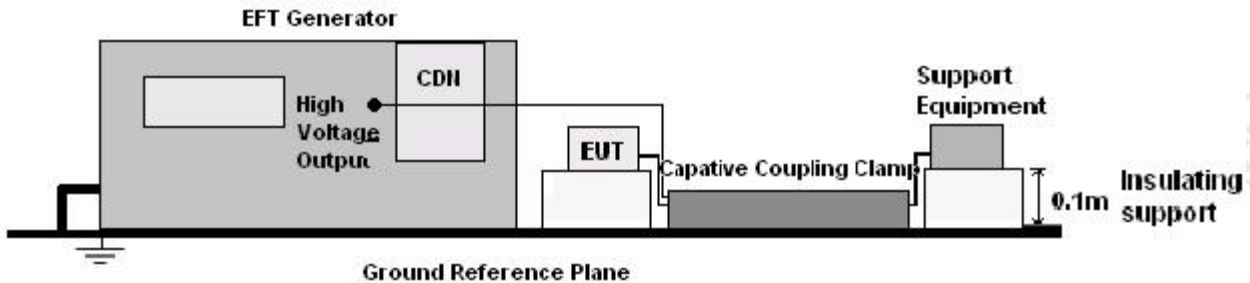 EFT Generator
CDN
High
Voltage
Output
Support
Equipment
EUT
Capative Coupling Clamp
0.1m
Insulating
support
Ground Reference Plane